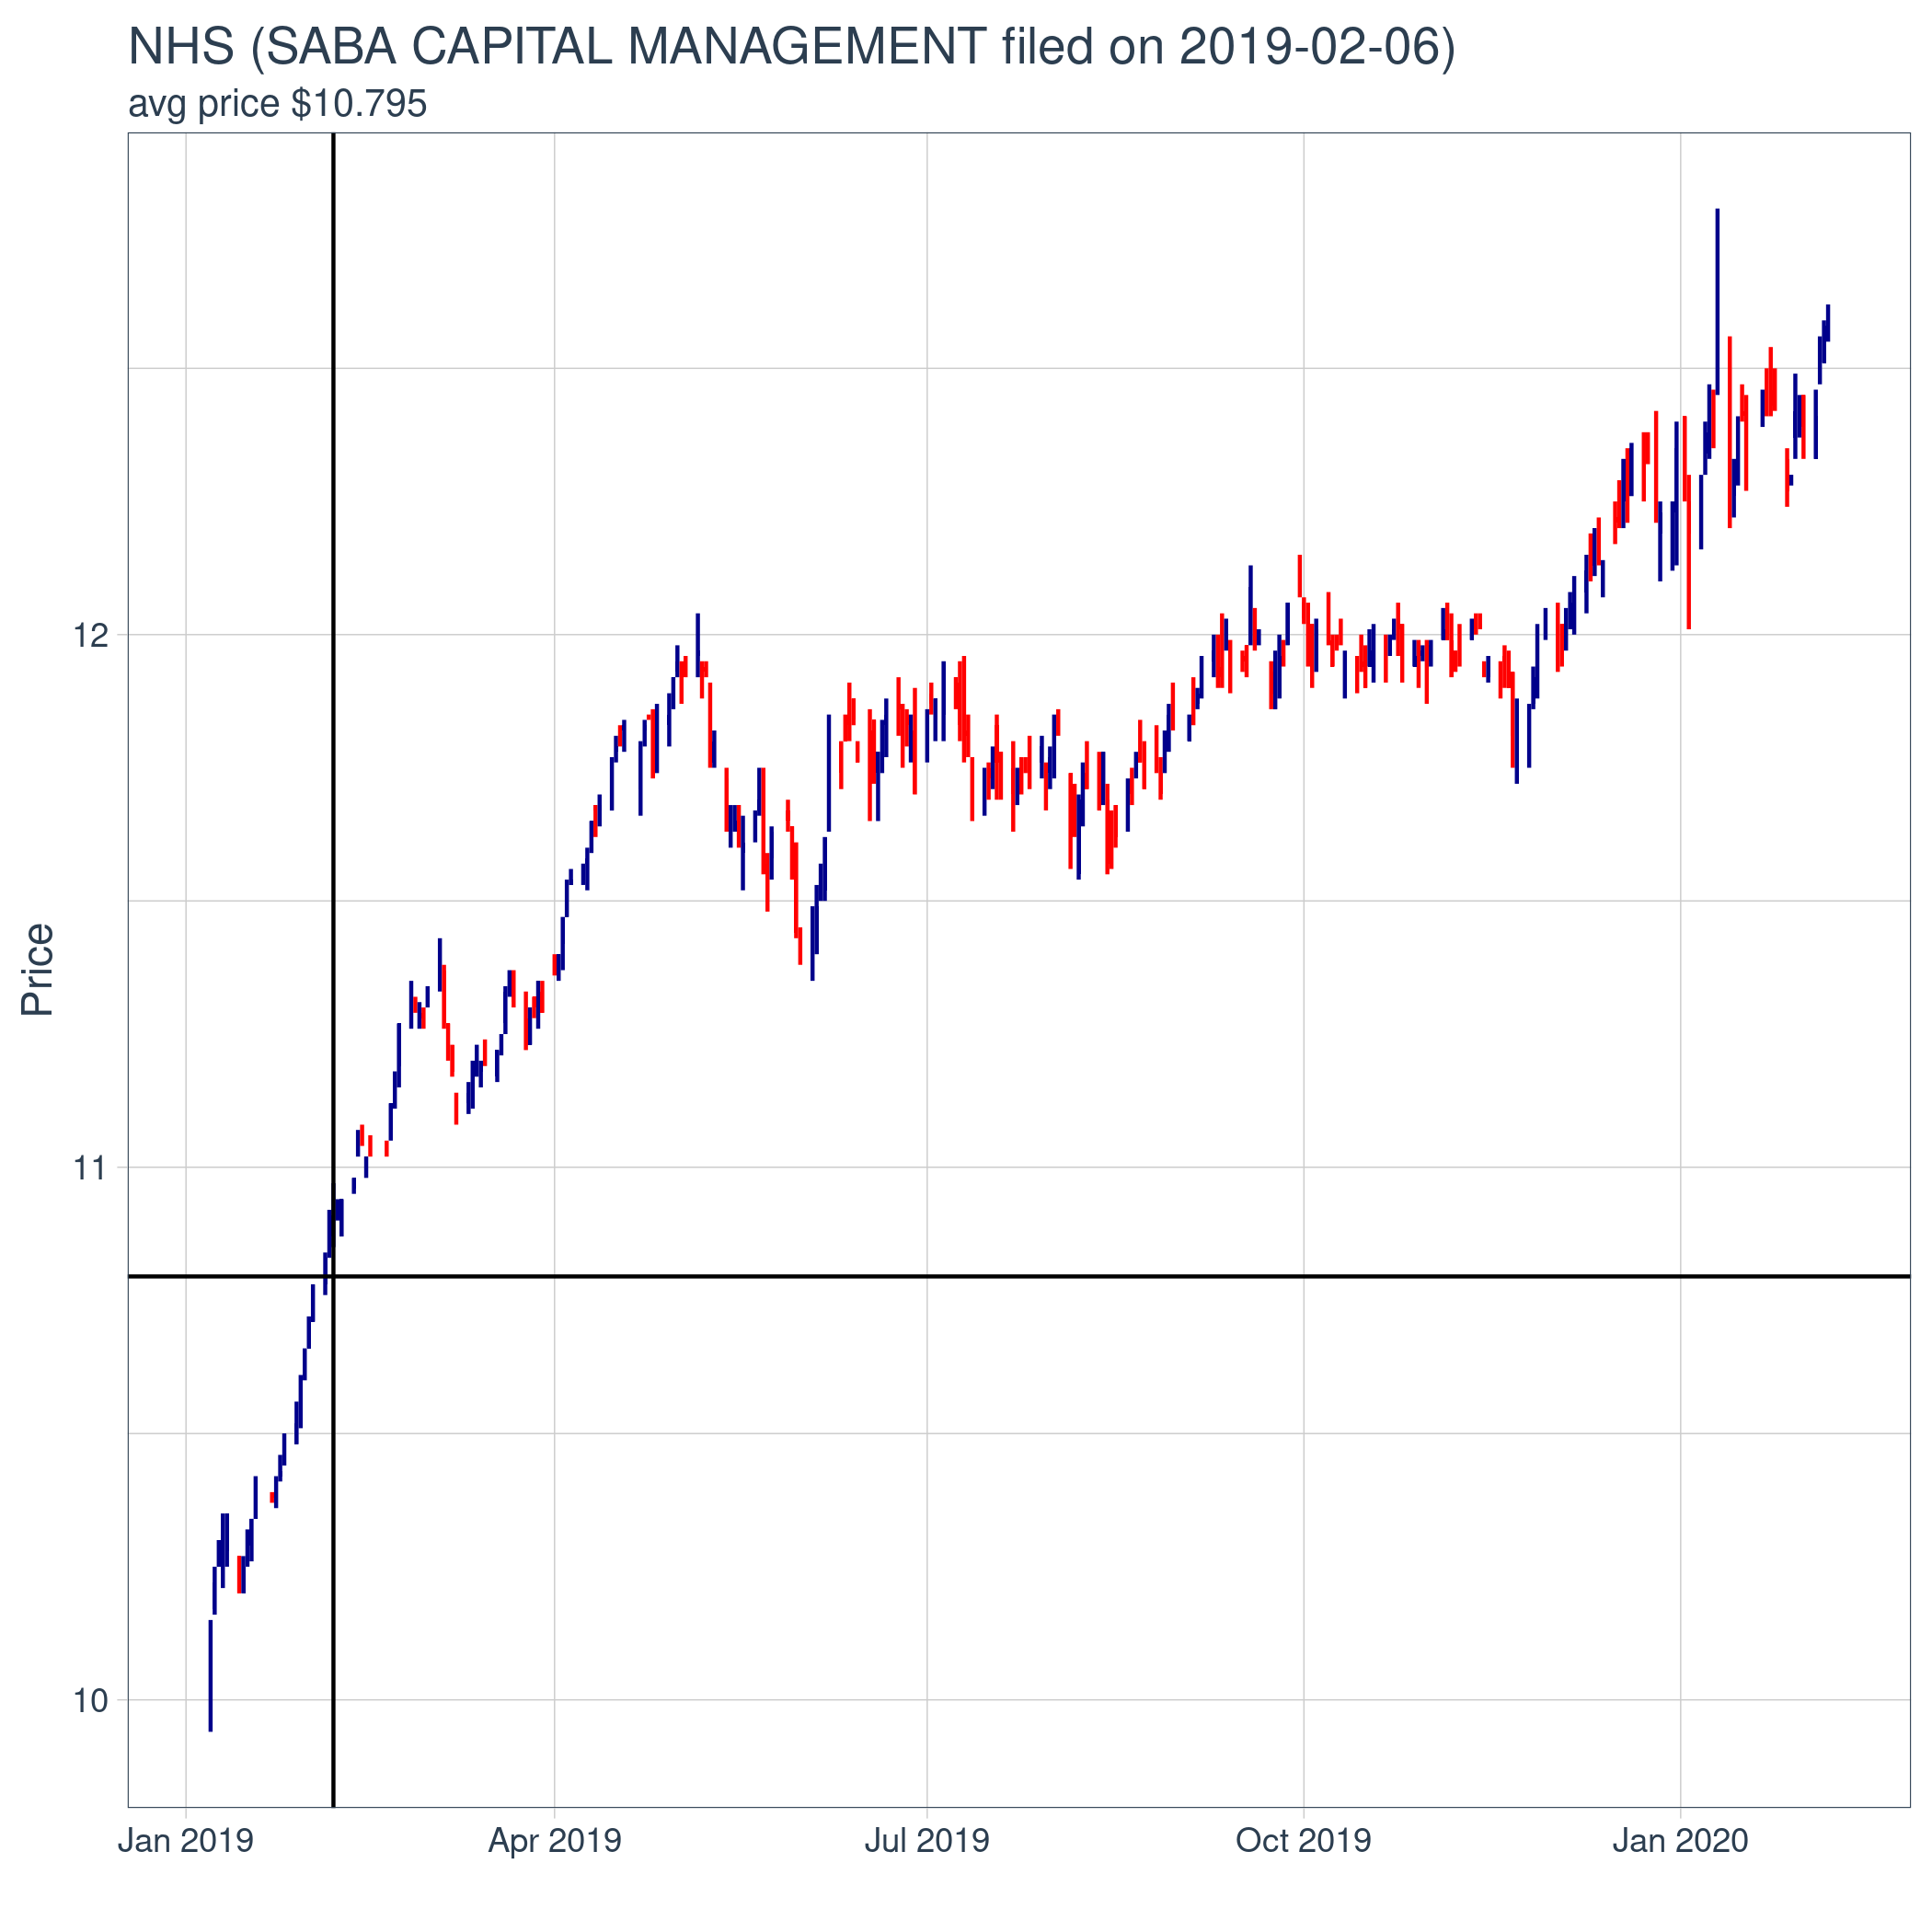 NHS (SABA CAPITAL MANAGEMENT filed on 2019-02-06)
avg price $10.795
Price
12
11
10
Jan 2019
Apr 2019
Jul 2019
Oct 2019
Jan 2020